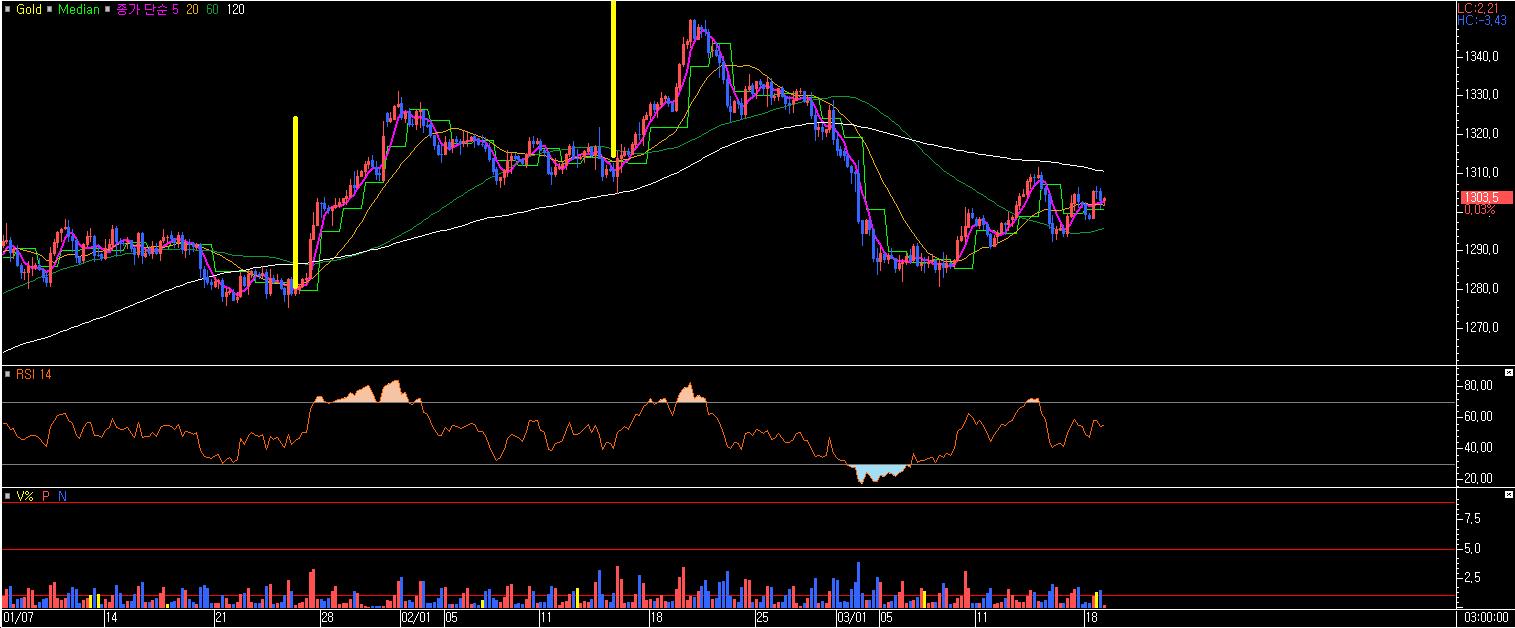 Gold Median 종가 단순 5 20 60 120
LC:2,21
HC:-3,43
1340,0
1330,0
1320,0
1310,0
1303,5
0,03%
1290,0
1280,0
1270,0
RSI 14
80,00
60,00
40,00
20,00
V% P N
7,5
5,0
2,5
01/07 14 21 28 02/01 05 11 18 25 03/01 05 11 18 03:00:00